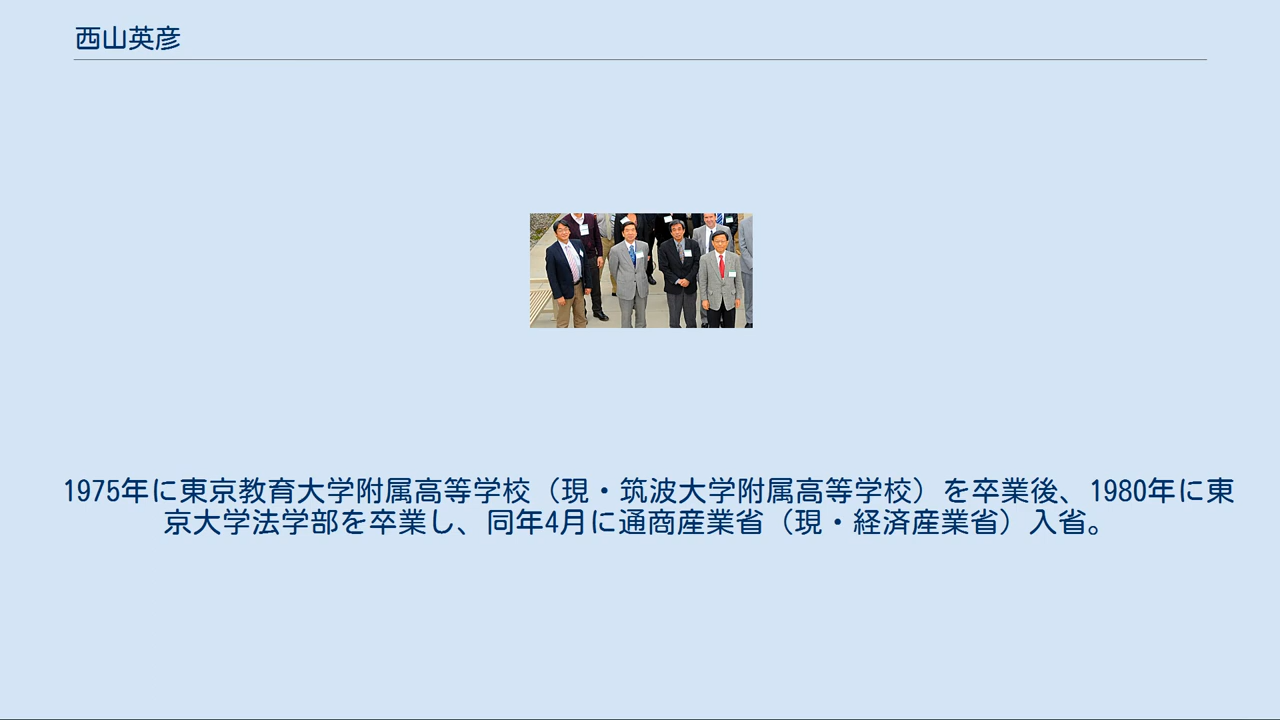 西山英彦
1975年に東京教育大学附属高等学校（現・筑波大学附属高等学校）を卒業後、1980年に東
京大学法学部を卒業し、同年4月に通商産業省（現・経済産業省）入省。